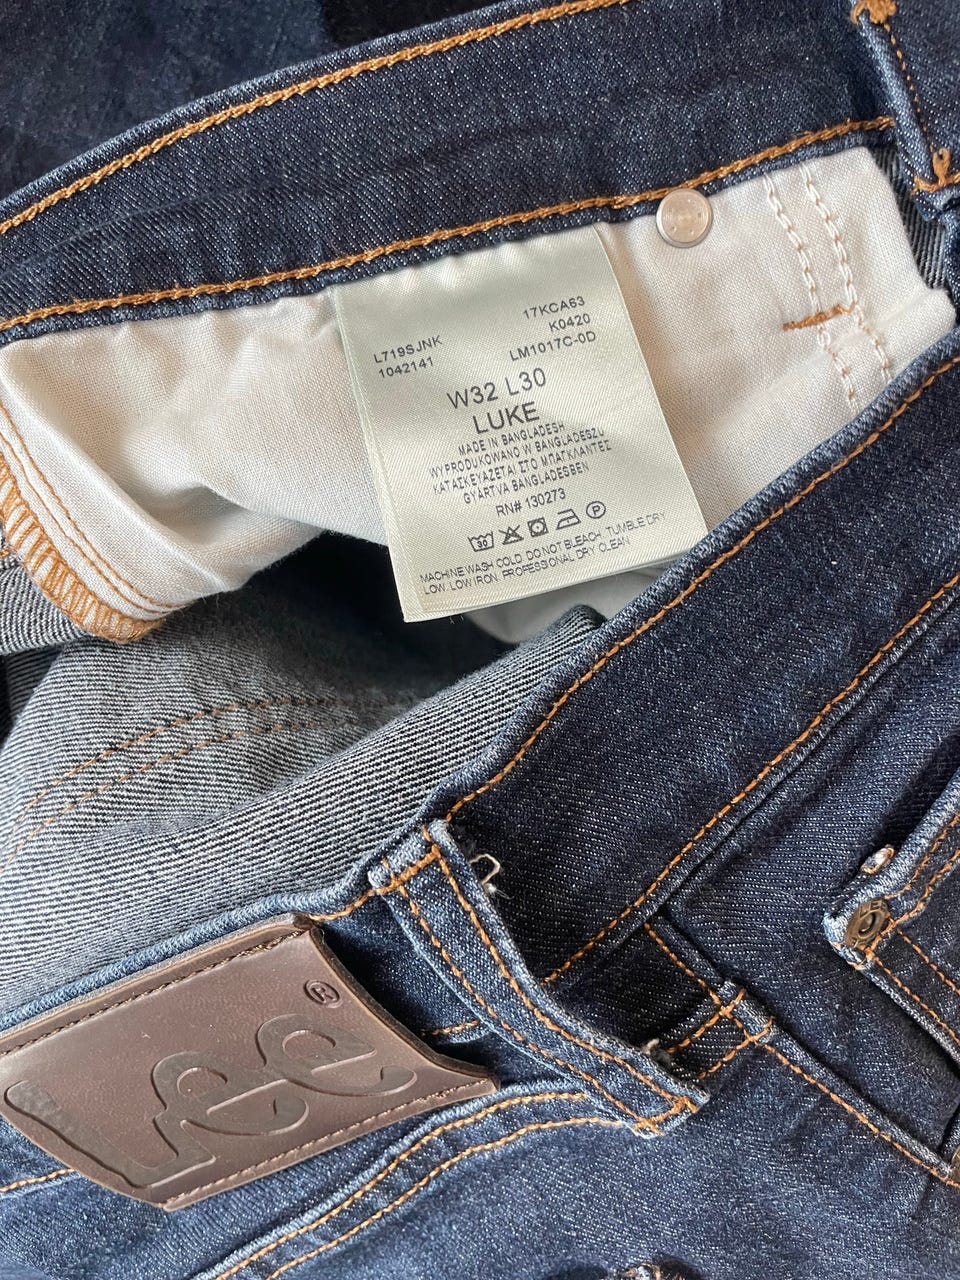 L719SJNK
1042141
17KCA63
K0420
LM1017C-0D
W32 L30
LUKE
MADE IN BANGLADESH
WYPRODUKOWANO W BANGLADESZU
ΚΑΤΑΣΚΕΥΑΖΕΤΑΙ ΣΤΟ ΜΠΑΓΚΛΑΝΤΕΣ
GYÁRTVA BANGLADESBEN
RN# 130273
30 P
MACHINE WASH COLD. DO NOT BLEACH. TUMBLE DRY
LOW. LOW IRON. PROFESSIONAL DRY CLEAN.
Lee®